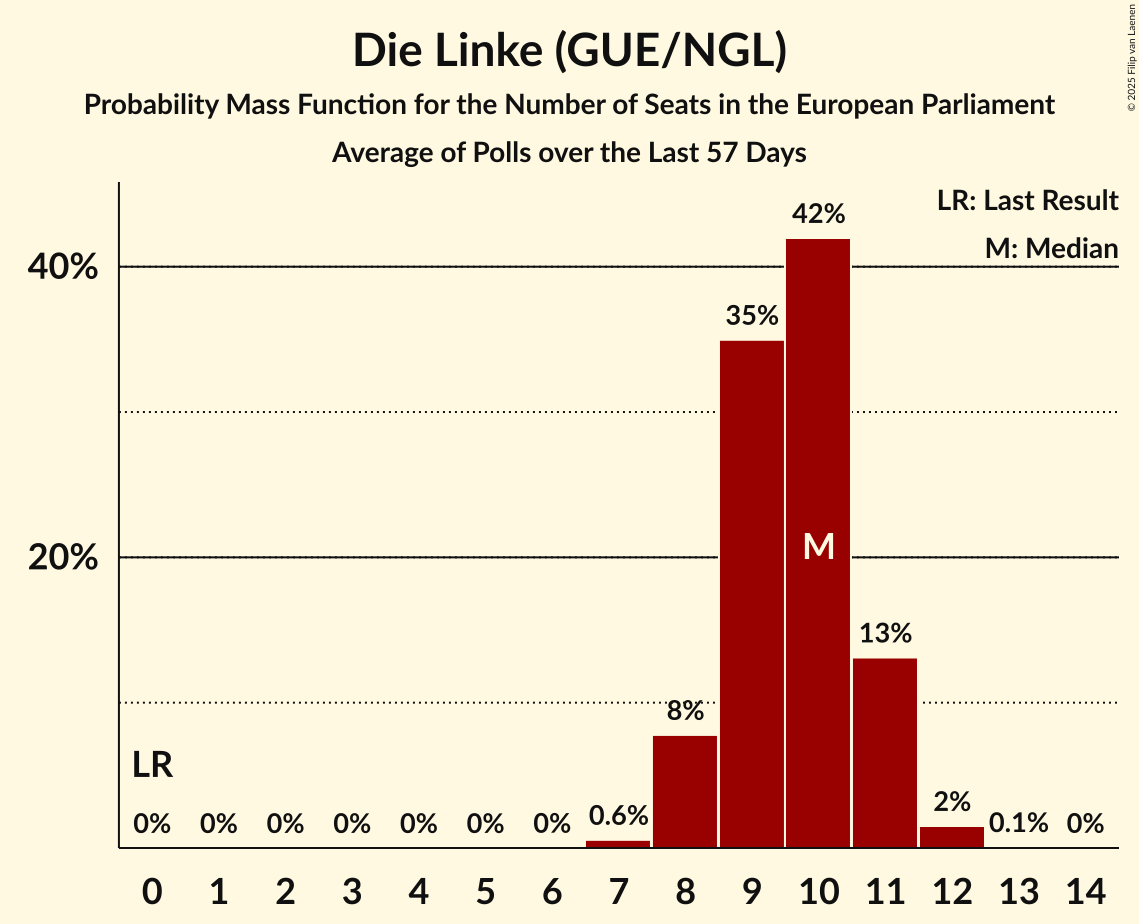 Die Linke (GUE/NGL)
Probability Mass Function for the Number of Seats in the European Parliament
Average of Polls over the Last 57 Days
© 2025 Filip van Laenen
LR: Last Result
M: Median
40%
20%
42%
35%
M
13%
8%
LR
0% 0% 0% 0% 0% 0% 0% 0.6% 2% 0.1% 0%
0 1 2 3 4 5 6 7 8 9 10 11 12 13 14